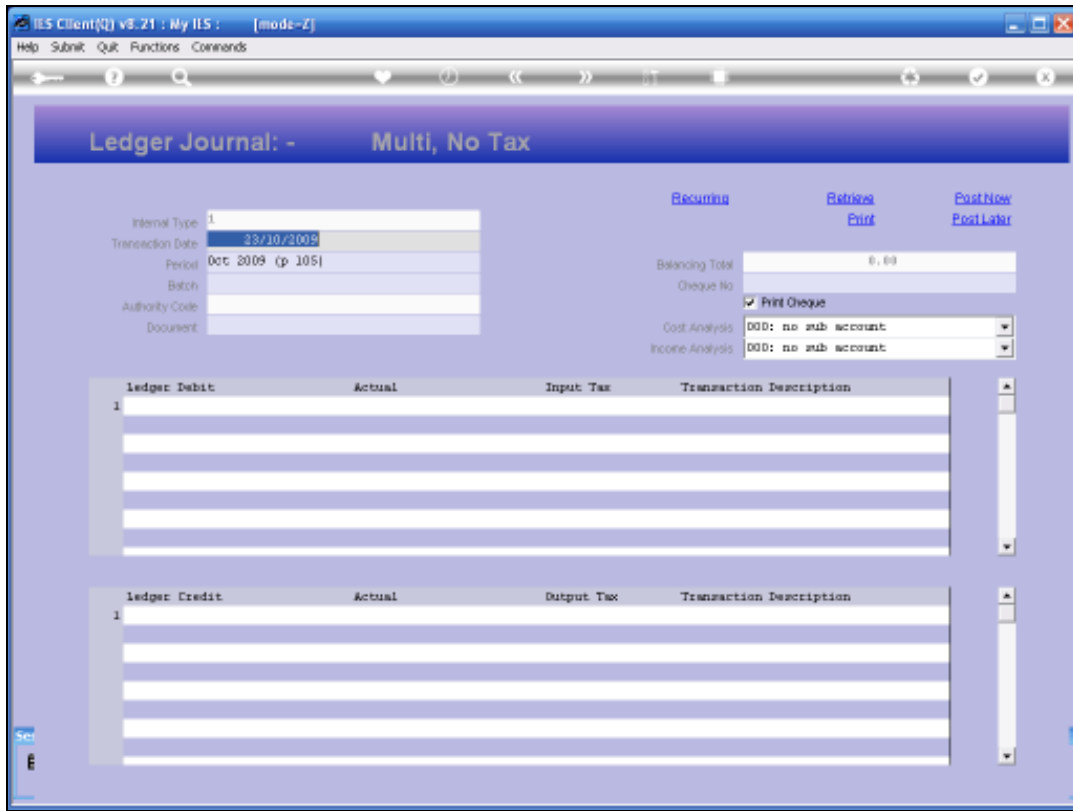 IES Client(Q) v8.21 : My IES : [mode=Z]
Help Submit Quit Functions Commands
Ledger Journal: - Multi, No Tax
Recurring Retrieve Post Now
Print Post Later
Internal Type 1
Transaction Date 23/10/2009
Period Oct 2009 (p 105)
Batch
Authority Code
Document
Balancing Total 0.00
Cheque No
Print Cheque
Cost Analysis 000: no sub account
Income Analysis 000: no sub account
Ledger Debit Actual Input Tax Transaction Description
1
Ledger Credit Actual Output Tax Transaction Description
1
Ser